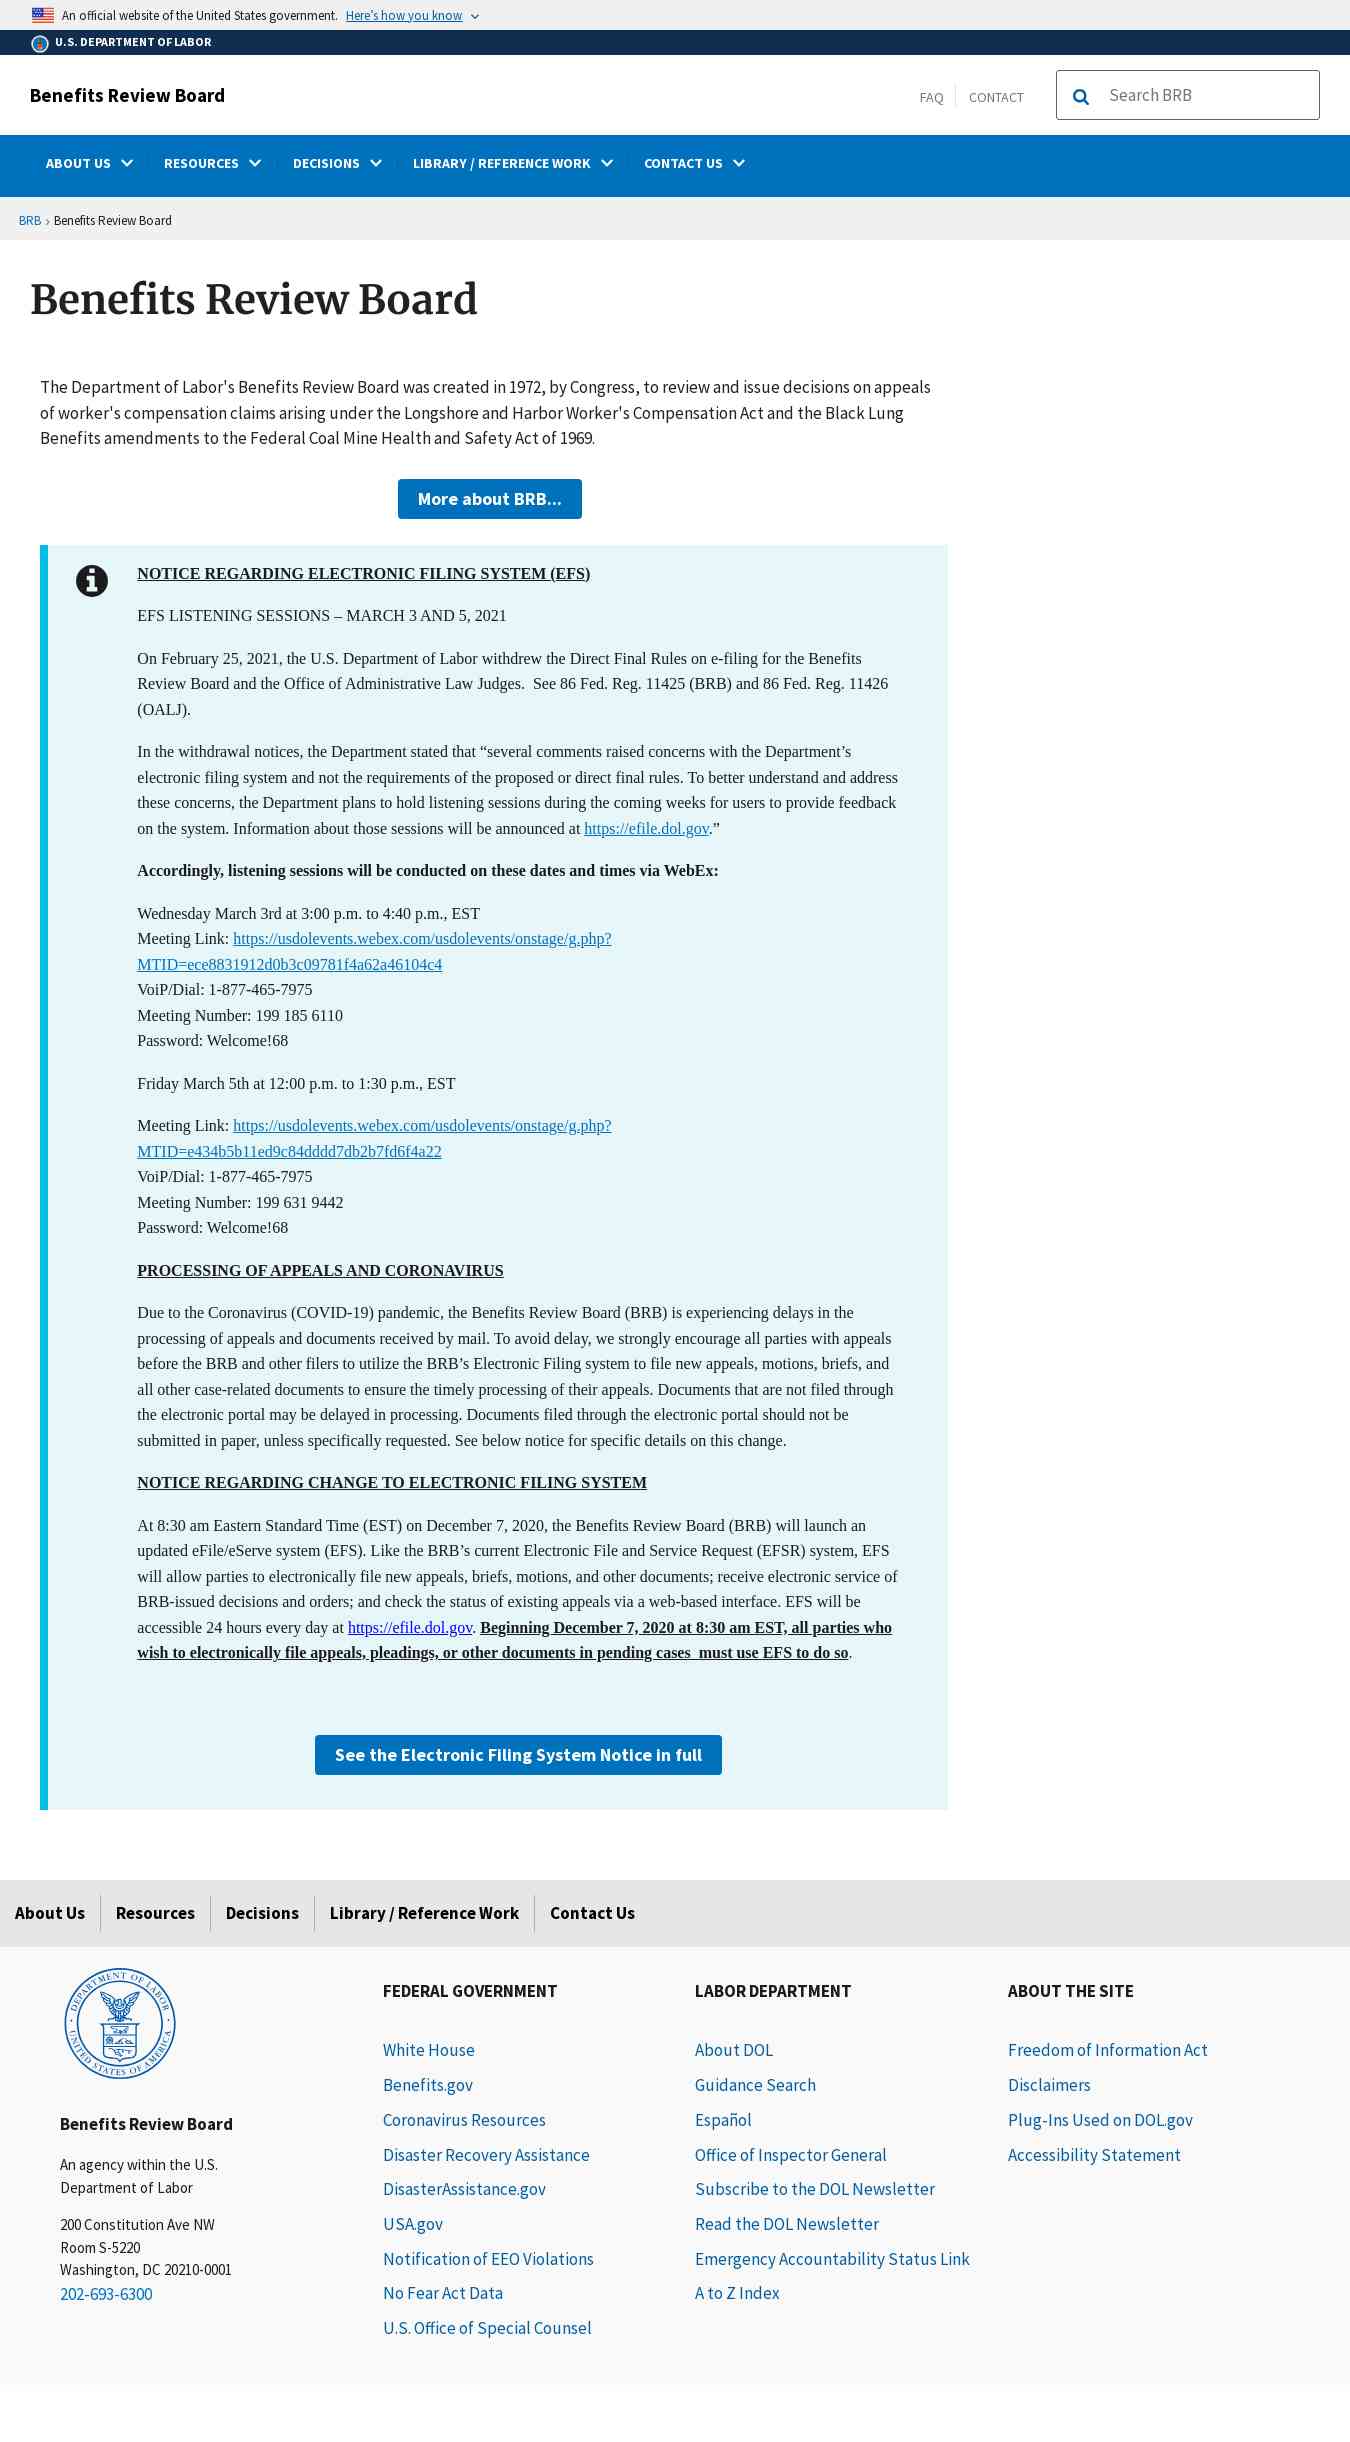 An official website of the United States government. Here's how you know
U.S. DEPARTMENT OF LABOR
Benefits Review Board
FAQ
CONTACT
Search BRB
ABOUT US
RESOURCES
DECISIONS
LIBRARY / REFERENCE WORK
CONTACT US
BRB › Benefits Review Board
Benefits Review Board
The Department of Labor's Benefits Review Board was created in 1972, by Congress, to review and issue decisions on appeals
of worker's compensation claims arising under the Longshore and Harbor Worker's Compensation Act and the Black Lung
Benefits amendments to the Federal Coal Mine Health and Safety Act of 1969.
More about BRB...
NOTICE REGARDING ELECTRONIC FILING SYSTEM (EFS)
EFS LISTENING SESSIONS – MARCH 3 AND 5, 2021
On February 25, 2021, the U.S. Department of Labor withdrew the Direct Final Rules on e-filing for the Benefits
Review Board and the Office of Administrative Law Judges.  See 86 Fed. Reg. 11425 (BRB) and 86 Fed. Reg. 11426
(OALJ).
In the withdrawal notices, the Department stated that “several comments raised concerns with the Department’s
electronic filing system and not the requirements of the proposed or direct final rules. To better understand and address
these concerns, the Department plans to hold listening sessions during the coming weeks for users to provide feedback
on the system. Information about those sessions will be announced at https://efile.dol.gov.”
Accordingly, listening sessions will be conducted on these dates and times via WebEx:
Wednesday March 3rd at 3:00 p.m. to 4:40 p.m., EST
Meeting Link: https://usdolevents.webex.com/usdolevents/onstage/g.php?
MTID=ece8831912d0b3c09781f4a62a46104c4
VoiP/Dial: 1-877-465-7975
Meeting Number: 199 185 6110
Password: Welcome!68
Friday March 5th at 12:00 p.m. to 1:30 p.m., EST
Meeting Link: https://usdolevents.webex.com/usdolevents/onstage/g.php?
MTID=e434b5b11ed9c84dddd7db2b7fd6f4a22
VoiP/Dial: 1-877-465-7975
Meeting Number: 199 631 9442
Password: Welcome!68
PROCESSING OF APPEALS AND CORONAVIRUS
Due to the Coronavirus (COVID-19) pandemic, the Benefits Review Board (BRB) is experiencing delays in the
processing of appeals and documents received by mail. To avoid delay, we strongly encourage all parties with appeals
before the BRB and other filers to utilize the BRB’s Electronic Filing system to file new appeals, motions, briefs, and
all other case-related documents to ensure the timely processing of their appeals. Documents that are not filed through
the electronic portal may be delayed in processing. Documents filed through the electronic portal should not be
submitted in paper, unless specifically requested. See below notice for specific details on this change.
NOTICE REGARDING CHANGE TO ELECTRONIC FILING SYSTEM
At 8:30 am Eastern Standard Time (EST) on December 7, 2020, the Benefits Review Board (BRB) will launch an
updated eFile/eServe system (EFS). Like the BRB’s current Electronic File and Service Request (EFSR) system, EFS
will allow parties to electronically file new appeals, briefs, motions, and other documents; receive electronic service of
BRB-issued decisions and orders; and check the status of existing appeals via a web-based interface. EFS will be
accessible 24 hours every day at https://efile.dol.gov. Beginning December 7, 2020 at 8:30 am EST, all parties who
wish to electronically file appeals, pleadings, or other documents in pending cases  must use EFS to do so.
See the Electronic Filing System Notice in full
About Us
Resources
Decisions
Library / Reference Work
Contact Us
DEPARTMENT OF LABOR
UNITED STATES OF AMERICA
Benefits Review Board
An agency within the U.S.
Department of Labor
200 Constitution Ave NW
Room S-5220
Washington, DC 20210-0001
202-693-6300
FEDERAL GOVERNMENT
White House
Benefits.gov
Coronavirus Resources
Disaster Recovery Assistance
DisasterAssistance.gov
USA.gov
Notification of EEO Violations
No Fear Act Data
U.S. Office of Special Counsel
LABOR DEPARTMENT
About DOL
Guidance Search
Español
Office of Inspector General
Subscribe to the DOL Newsletter
Read the DOL Newsletter
Emergency Accountability Status Link
A to Z Index
ABOUT THE SITE
Freedom of Information Act
Disclaimers
Plug-Ins Used on DOL.gov
Accessibility Statement